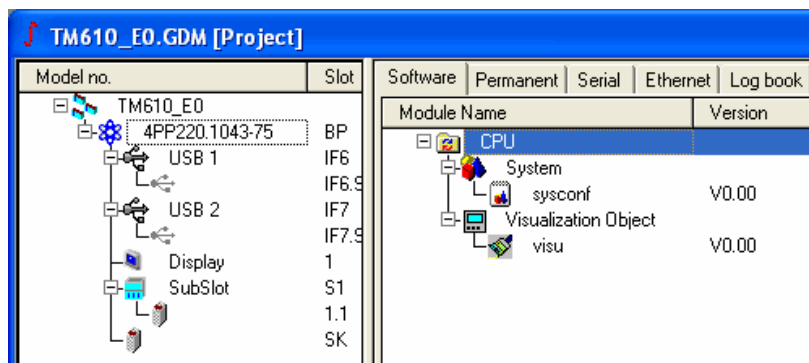 TM610_E0.GDM [Project]
Model no. Slot
TM610_E0
4PP220.1043-75 BP
USB 1 IF6
IF6.S
USB 2 IF7
IF7.S
Display 1
SubSlot S1
1.1
SK
Software Permanent Serial Ethernet Log book
Module Name Version
CPU
System
sysconf V0.00
Visualization Object
visu V0.00